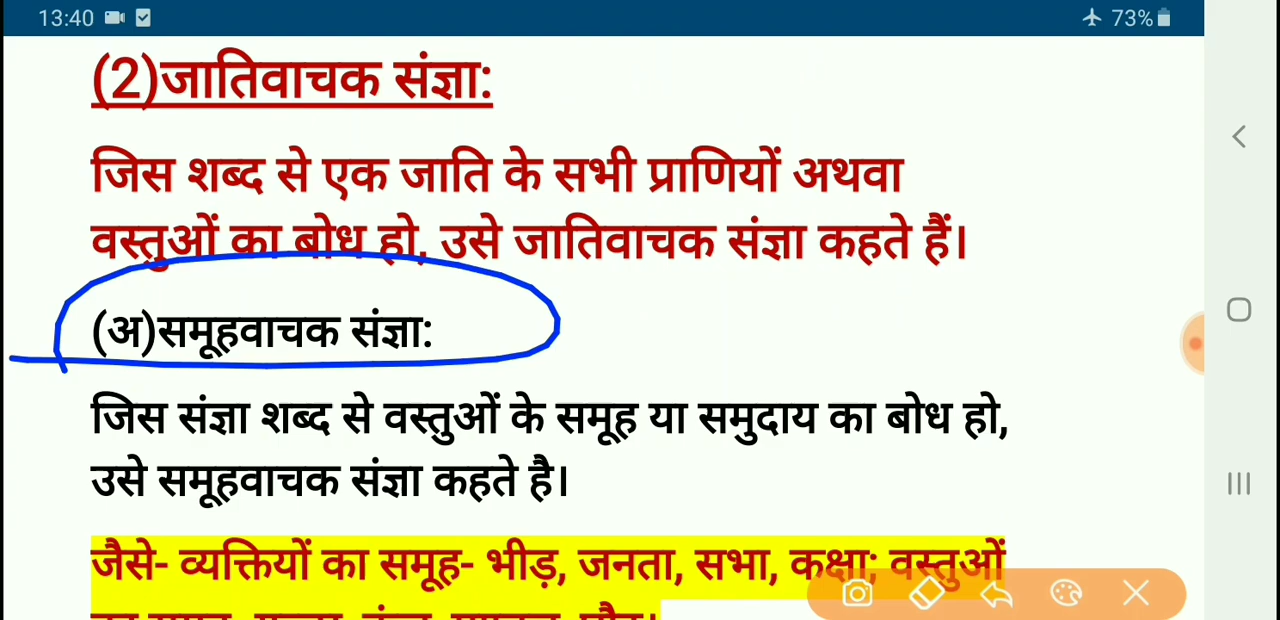 13:40
73%
(2)जातिवाचक संज्ञा:
जिस शब्द से एक जाति के सभी प्राणियों अथवा
वस्तुओं का बोध हो, उसे जातिवाचक संज्ञा कहते हैं।
(अ)समूहवाचक संज्ञा:
जिस संज्ञा शब्द से वस्तुओं के समूह या समुदाय का बोध हो,
उसे समूहवाचक संज्ञा कहते है।
जैसे- व्यक्तियों का समूह- भीड़, जनता, सभा, कक्षा; वस्तुओं